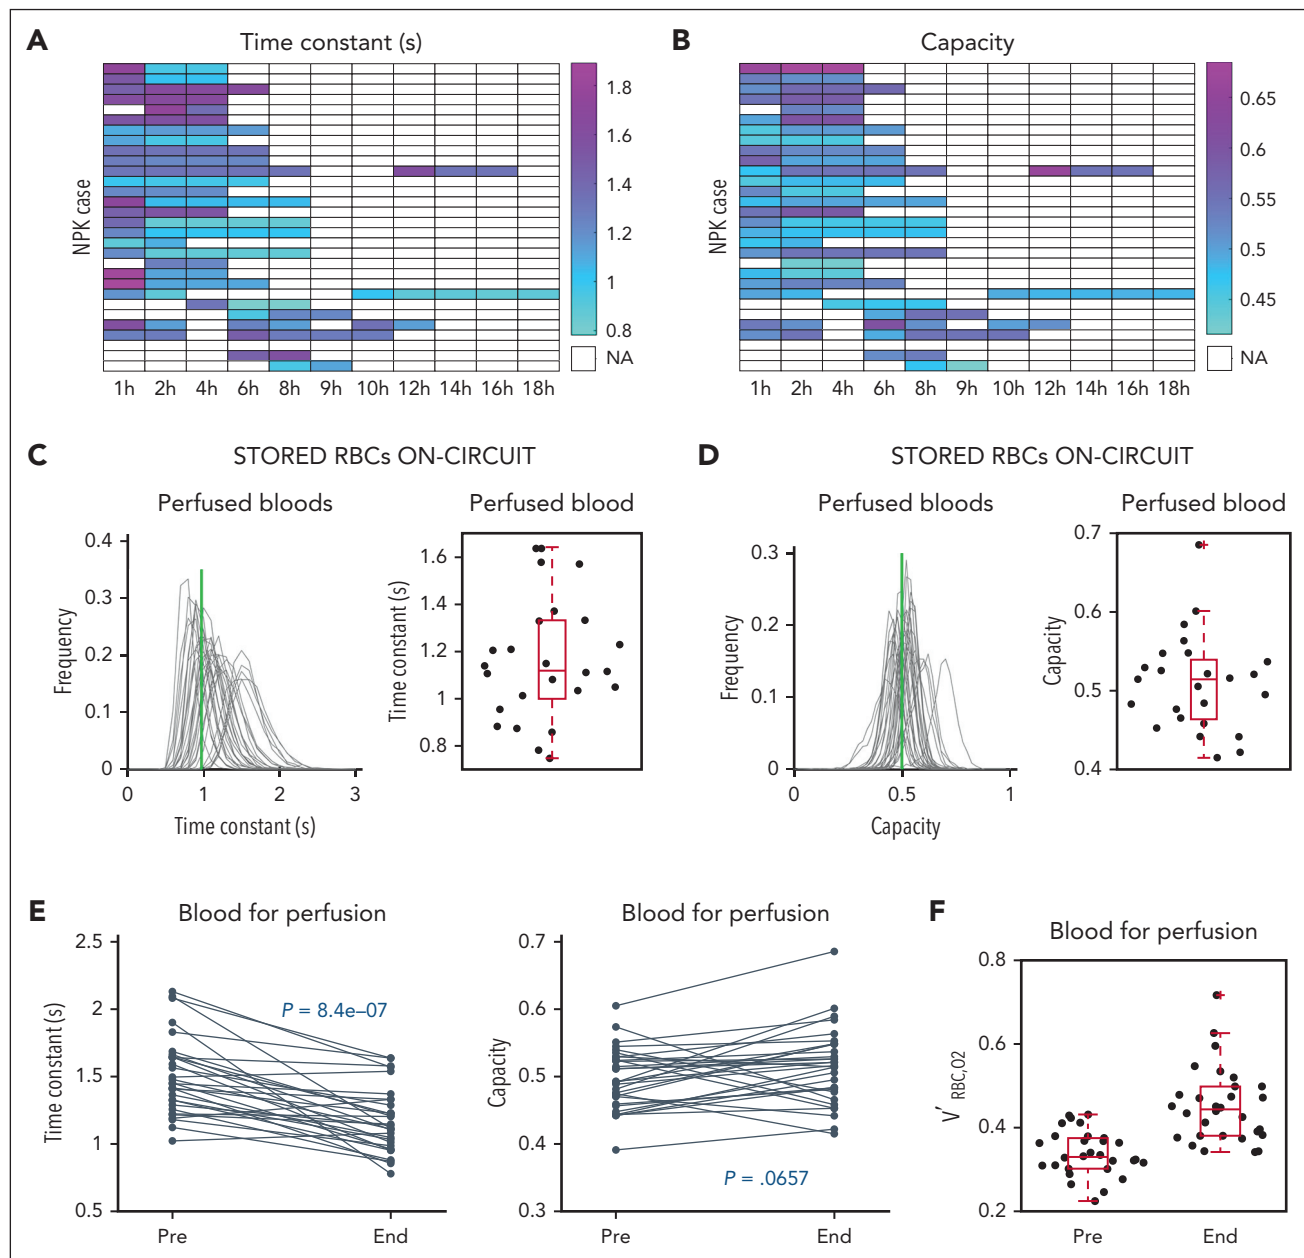 A
Time constant (s)
NPK case
1.8
1.6
1.4
1.2
1
0.8
NA
1h 2h 4h 6h 8h 9h 10h 12h 14h 16h 18h
B
Capacity
NPK case
0.65
0.6
0.55
0.5
0.45
NA
1h 2h 4h 6h 8h 9h 10h 12h 14h 16h 18h
C
STORED RBCs ON-CIRCUIT
Perfused bloods
Frequency
0.4
0.3
0.2
0.1
0
0 1 2 3
Time constant (s)
Perfused blood
Time constant (s)
1.6
1.4
1.2
1
0.8
D
STORED RBCs ON-CIRCUIT
Perfused bloods
Frequency
0.3
0.2
0.1
0
0 0.5 1
Capacity
Perfused blood
Capacity
0.7
0.6
0.5
0.4
E
Blood for perfusion
Time constant (s)
2.5
2
1.5
1
0.5
P = 8.4e–07
Pre End
Blood for perfusion
Capacity
0.7
0.6
0.5
0.4
0.3
P = .0657
Pre End
F
Blood for perfusion
V′RBC,O2
0.8
0.6
0.4
0.2
Pre End